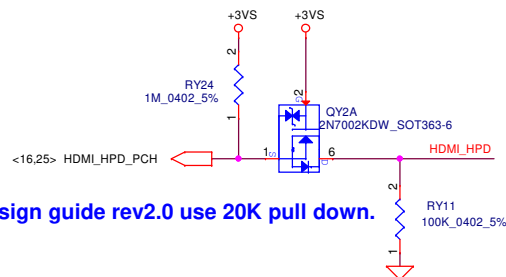 +3VS
+3VS
2
RY24
1M_0402_5%
1
2
G
QY2A
2N7002KDW_SOT363-6
<16,25> HDMI_HPD_PCH
1
S
6
D
HDMI_HPD
sign guide rev2.0 use 20K pull down.
2
RY11
100K_0402_5%
1